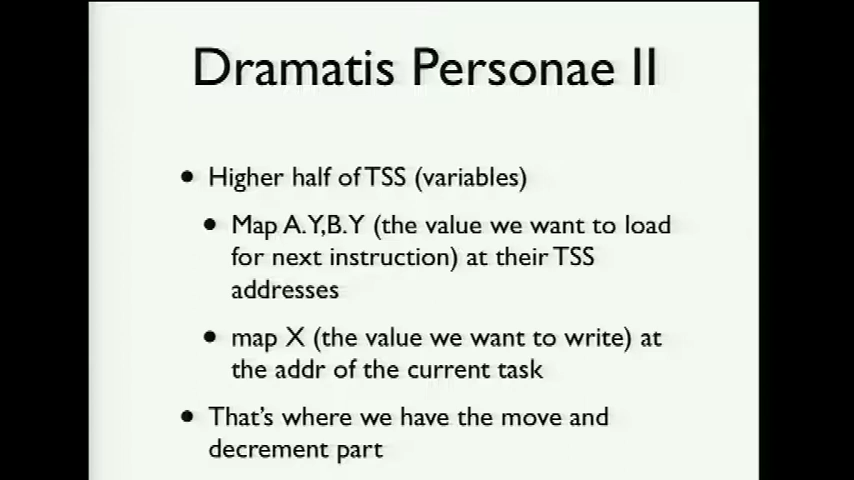 Dramatis Personae II
• Higher half of TSS (variables)
• Map A.Y,B.Y (the value we want to load
for next instruction) at their TSS
addresses
• map X (the value we want to write) at
the addr of the current task
• That's where we have the move and
decrement part